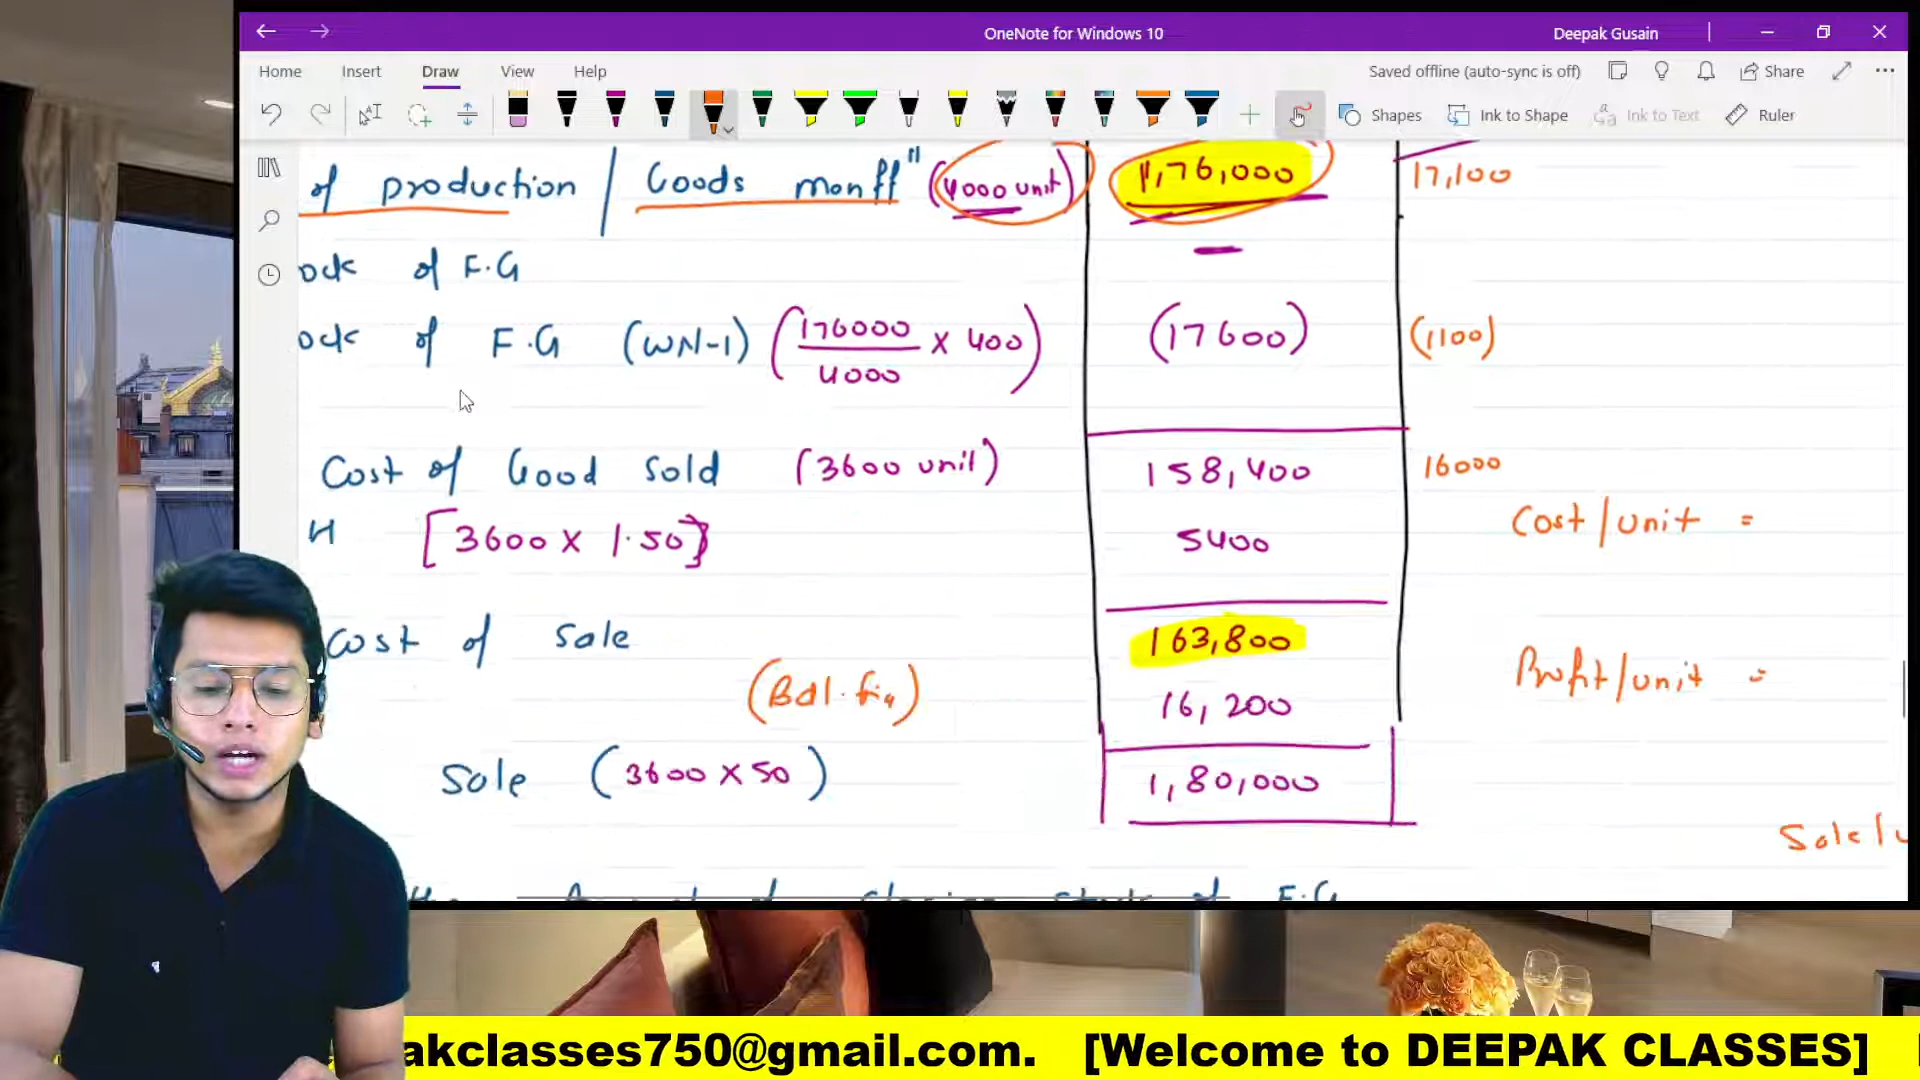 OneNote for Windows 10
Deepak Gusain
Home Insert Draw View Help
Saved offline (auto-sync is off) Share
Shapes Ink to Shape Ink to Text Ruler
of production / Goods manff" (4000 unit) 1,76,000 17,100
ock of F.G -
ock of F.G (WN-1) (176000/4000 x 400) (17600) (1100)
Cost of Good Sold (3600 unit) 158,400 16000
Cost/unit =
H [3600 x 1.50] 5400
Cost of Sale 163,800
Profit/unit =
(Bal. fig) 16,200
Sale (3600 x 50) 1,80,000
Sale/u
of F.G
akclasses750@gmail.com. [Welcome to DEEPAK CLASSES]